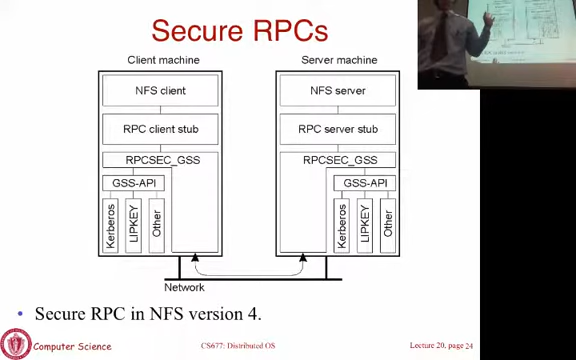 Secure RPCs
Client machine
Server machine
NFS client
NFS server
RPC client stub
RPC server stub
RPCSEC_GSS
RPCSEC_GSS
GSS-API
GSS-API
Kerberos
LIPKEY
Other
Kerberos
LIPKEY
Other
Network
• Secure RPC in NFS version 4.
Computer Science
CS677: Distributed OS
Lecture 20, page 24